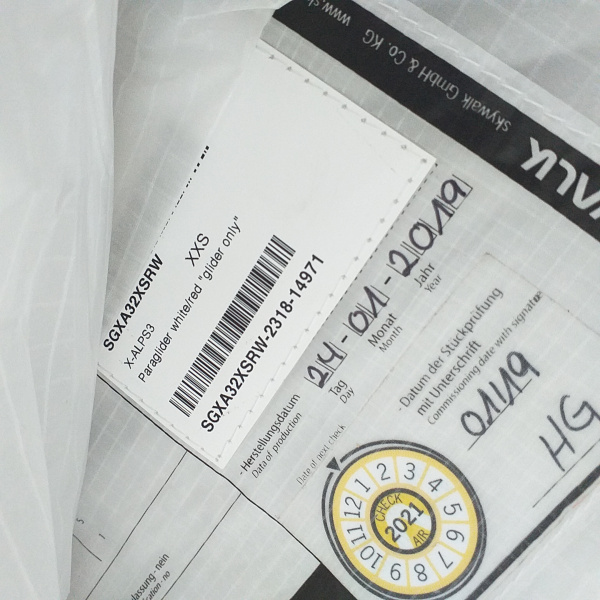 skywalk GmbH & Co. KG
SGXA32XSRW
XXS
X-ALPS3
Paraglider white/red "glider only"
SGXA32XSRW-2318-14971
- Herstellungsdatum
Data of production
24-01-2019
Tag Monat Jahr
Day Month Year
- Datum der Stückprüfung
mit Unterschrift
Commissioning date with signatur
01/19
HG
Date of next check
1 2 3 4 5 6 7 8 9 10 11 12
CHECK
2021
AIR